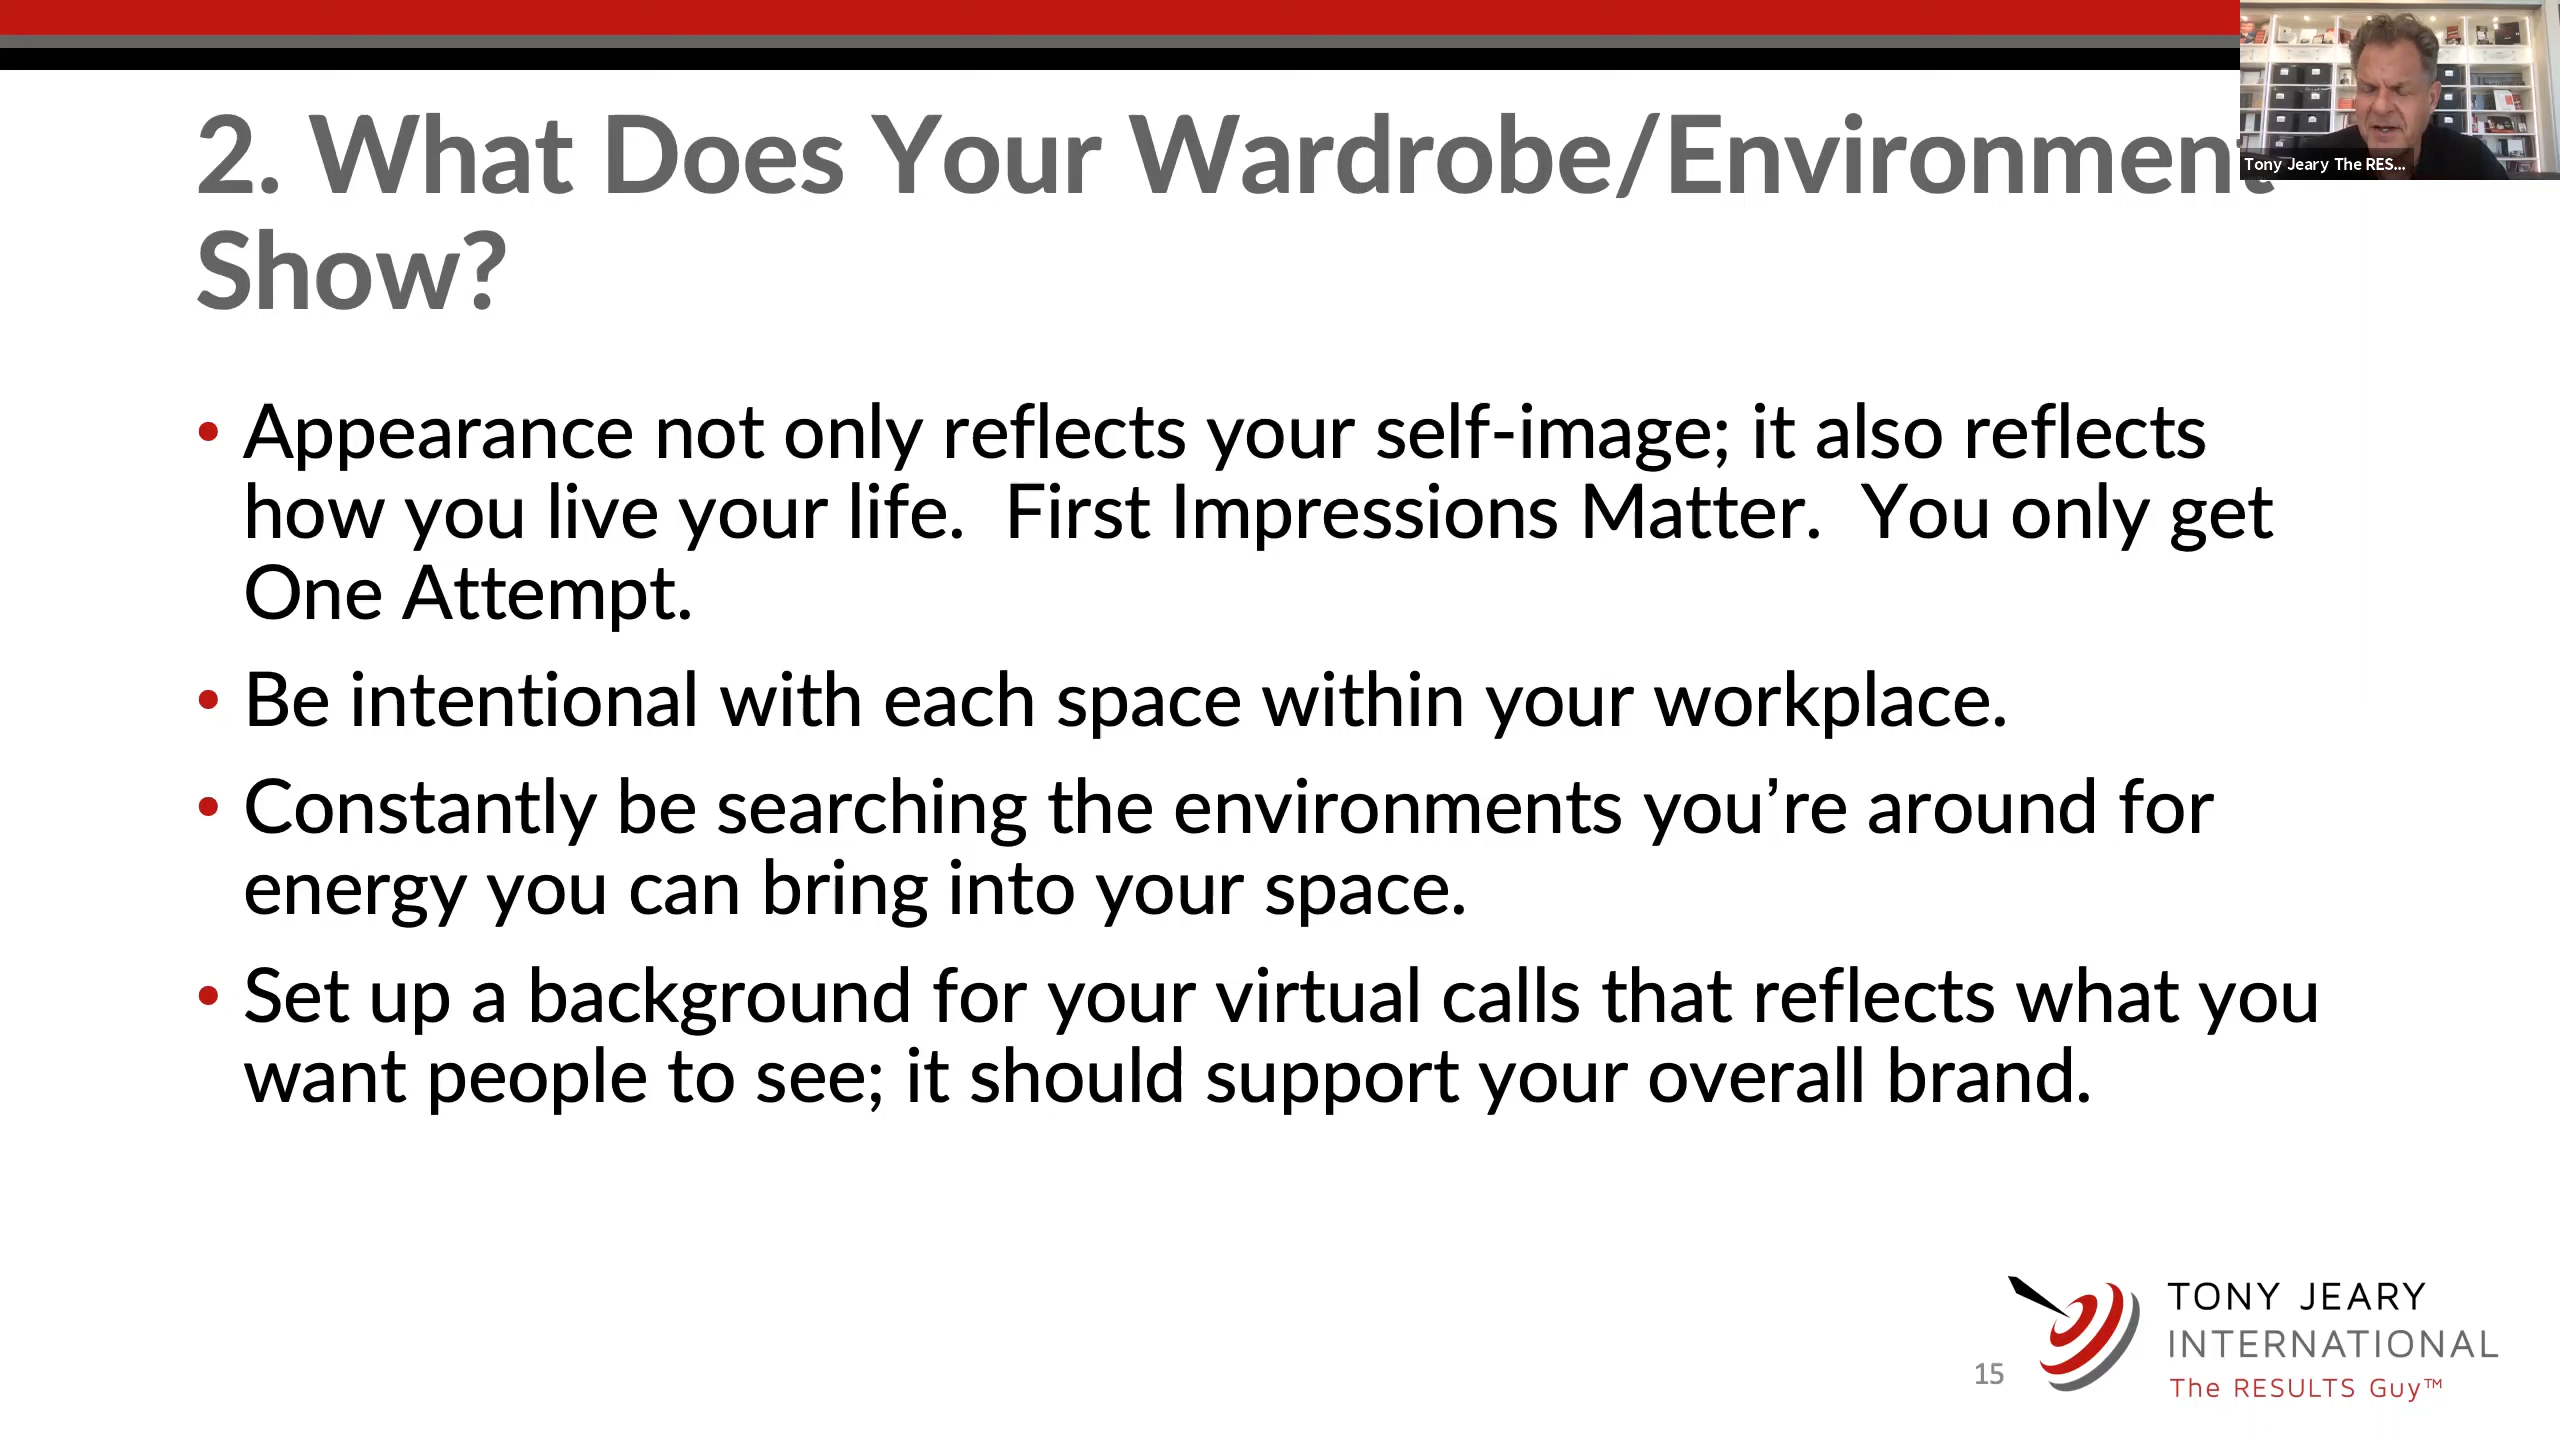 2. What Does Your Wardrobe/Environment
Show?
Tony Jeary The RES...
• Appearance not only reflects your self-image; it also reflects
how you live your life.  First Impressions Matter.  You only get
One Attempt.
• Be intentional with each space within your workplace.
• Constantly be searching the environments you’re around for
energy you can bring into your space.
• Set up a background for your virtual calls that reflects what you
want people to see; it should support your overall brand.
15
TONY JEARY
INTERNATIONAL
The RESULTS Guy™